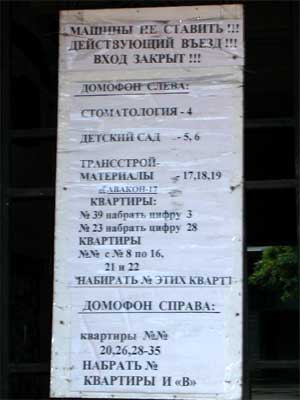 МАШИНЫ НЕ СТАВИТЬ !!!
ДЕЙСТВУЮЩИЙ ВЪЕЗД !!!
ВХОД ЗАКРЫТ !!!
ДОМОФОН СЛЕВА:
СТОМАТОЛОГИЯ - 4
ДЕТСКИЙ САД - 5, 6
ТРАНССТРОЙ-
МАТЕРИАЛЫ - 17,18,19
«ЗАВАКОН-17
КВАРТИРЫ:
№ 39 набрать цифру 3
№ 23 набрать цифру 28
КВАРТИРЫ
№№ с № 8 по 16,
21 и 22
НАБИРАТЬ № ЭТИХ КВАРТ
ДОМОФОН СПРАВА:
квартиры №№
20,26,28-35
НАБРАТЬ №
КВАРТИРЫ И «В»